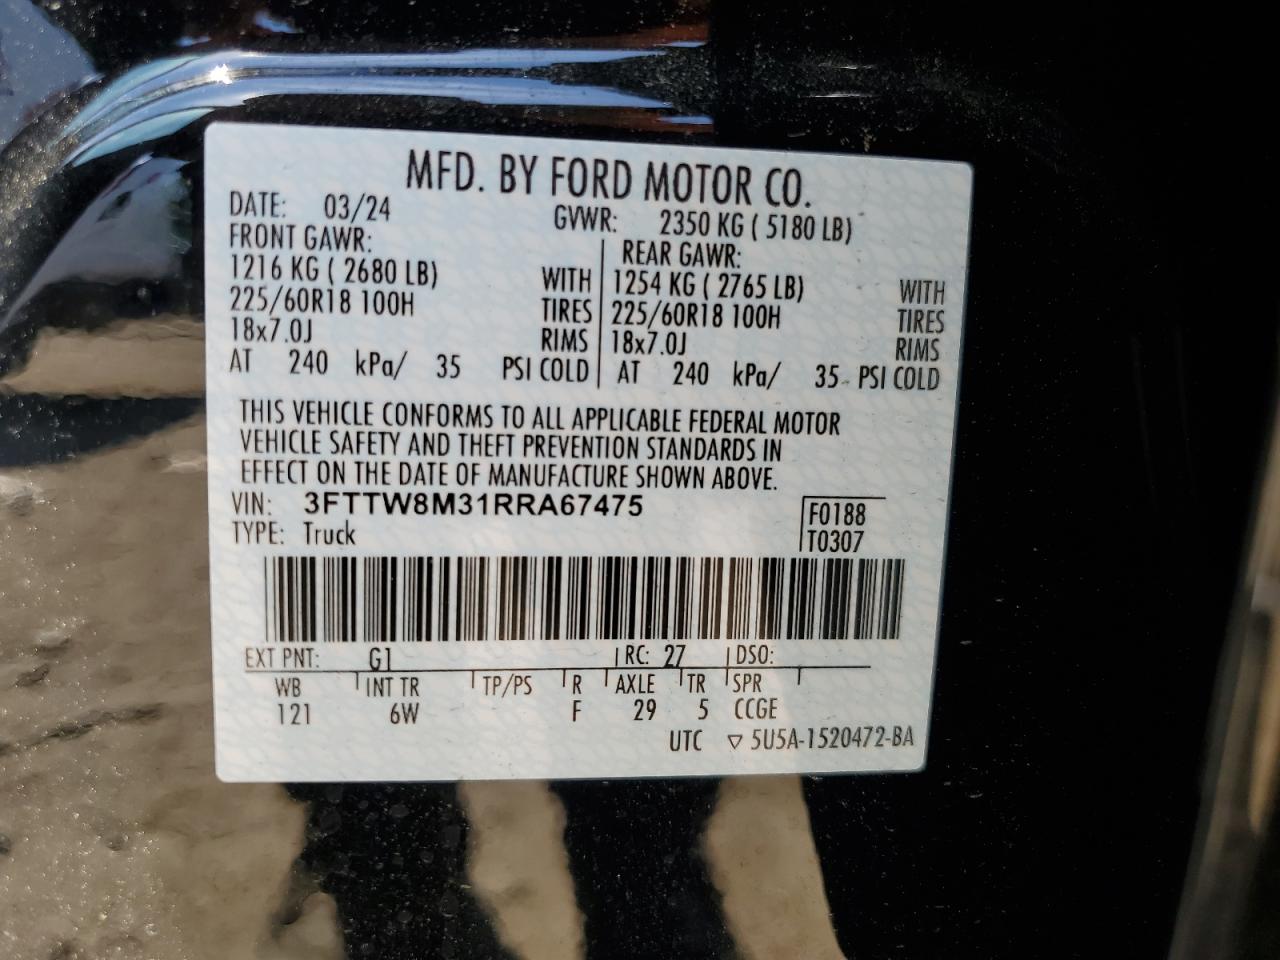 MFD. BY FORD MOTOR CO.
DATE: 03/24 GVWR: 2350 KG ( 5180 LB)
FRONT GAWR: REAR GAWR:
1216 KG ( 2680 LB) WITH 1254 KG ( 2765 LB) WITH
225/60R18 100H TIRES 225/60R18 100H TIRES
18x7.0J RIMS 18x7.0J RIMS
AT 240 kPa/ 35 PSI COLD AT 240 kPa/ 35 PSI COLD
THIS VEHICLE CONFORMS TO ALL APPLICABLE FEDERAL MOTOR
VEHICLE SAFETY AND THEFT PREVENTION STANDARDS IN
EFFECT ON THE DATE OF MANUFACTURE SHOWN ABOVE.
VIN: 3FTTW8M31RRA67475 F0188
TYPE: Truck T0307
EXT PNT: G1 RC: 27 DSO:
WB INT TR TP/PS R AXLE TR SPR
121 6W F 29 5 CCGE
UTC ▽ 5U5A-1520472-BA